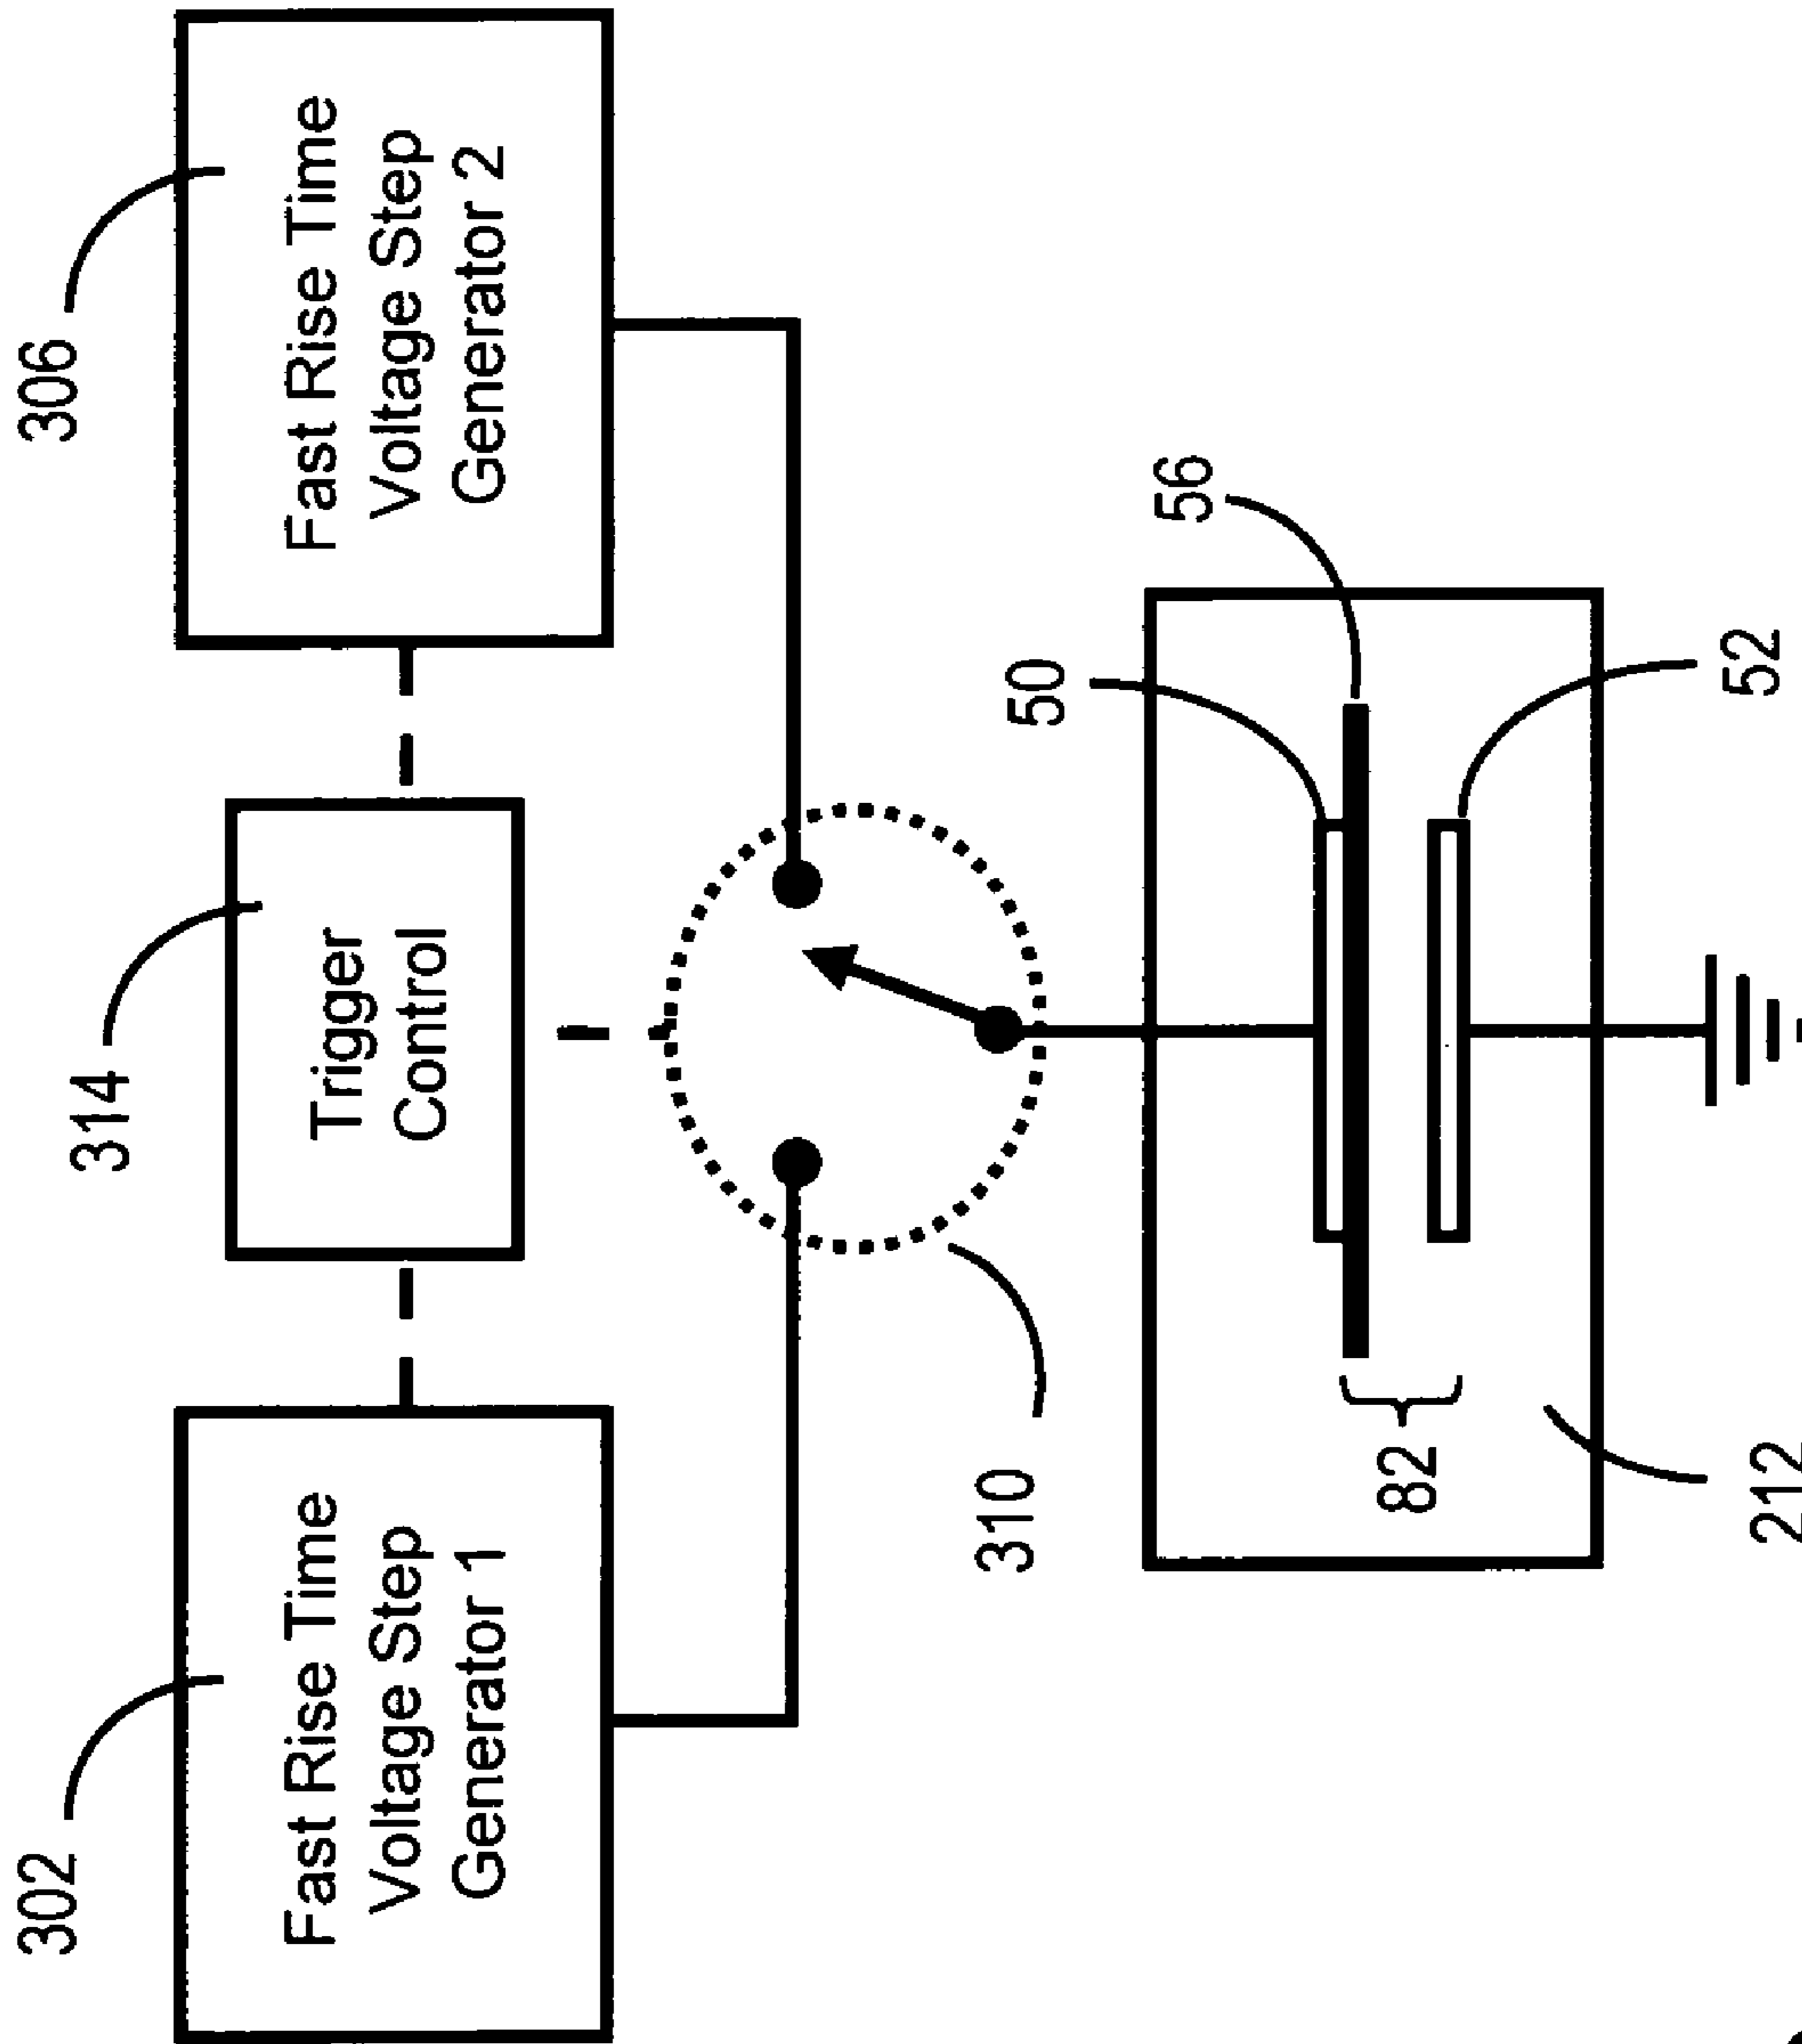 302
Fast Rise Time
Voltage Step
Generator 1
314
Trigger
Control
306
Fast Rise Time
Voltage Step
Generator 2
310
50
56
82
212
52